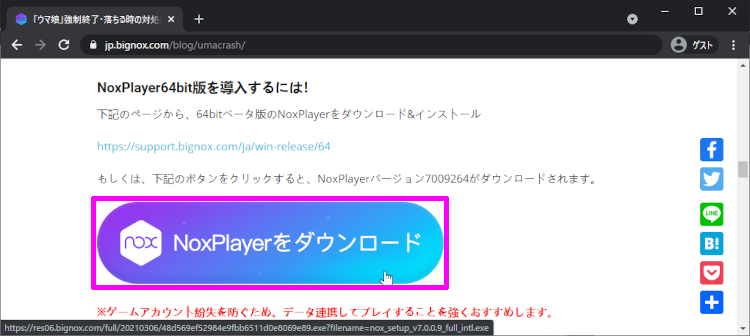 「ウマ娘」強制終了・落ちる時の対処
jp.bignox.com/blog/umacrash/
ゲスト
NoxPlayer64bit版を導入するには！
下記のページから、64bitベータ版のNoxPlayerをダウンロード&インストール
https://support.bignox.com/ja/win-release/64
もしくは、下記のボタンをクリックすると、NoxPlayerバージョン7009264がダウンロードされます。
nox NoxPlayerをダウンロード
※ゲームアカウント紛失を防ぐため、データ連携してプレイすることを強くおすすめします。
https://res06.bignox.com/full/20210306/48d569ef52984e9fbb6511d0e8069e89.exe?filename=nox_setup_v7.0.0.9_full_intl.exe
LINE
B!